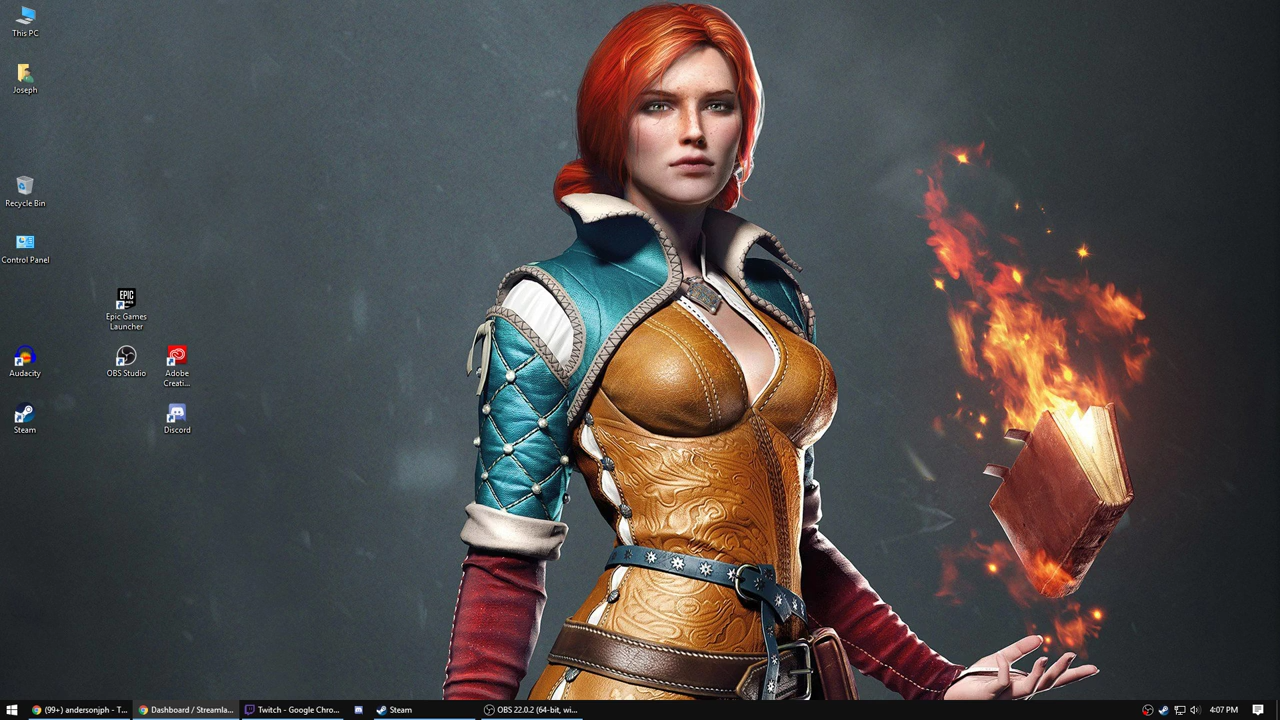 This PC
Joseph
Recycle Bin
Control Panel
EPIC
GAMES
Epic Games
Launcher
Audacity
OBS Studio
Adobe
Creati...
Steam
Discord
(99+) andersonjph - T...
Dashboard / Streamla...
Twitch - Google Chro...
Steam
OBS 22.0.2 (64-bit, wi...
4:07 PM